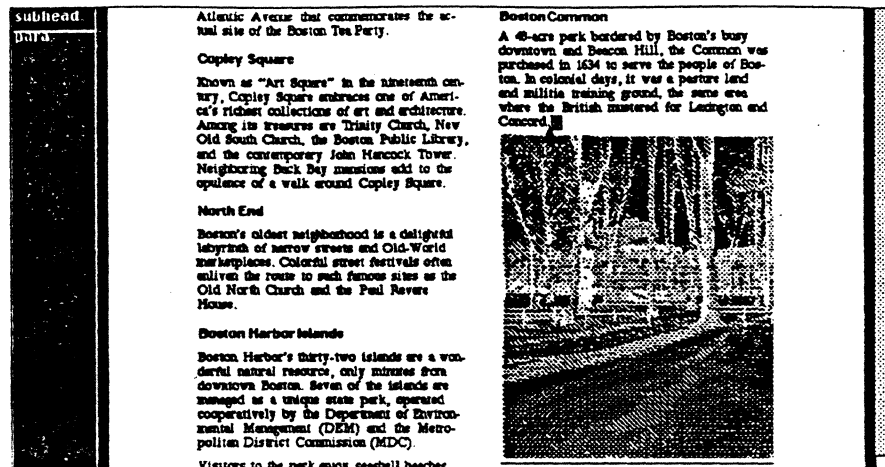 subhead
para
Atlantic Avenue that commemorates the ac-
tual site of the Boston Tea Party.
Copley Square
Known as "Art Square" in the nineteenth cen-
tury, Copley Square embraces one of Ameri-
ca's richest collections of art and architecture.
Among its treasures are Trinity Church, New
Old South Church, the Boston Public Library,
and the contemporary John Hancock Tower.
Neighboring Back Bay mansions add to the
opulence of a walk around Copley Square.
North End
Boston's oldest neighborhood is a delightful
labyrinth of narrow streets and Old-World
marketplaces. Colorful street festivals often
enliven the route to such famous sites as the
Old North Church and the Paul Revere
House.
Boston Harbor Islands
Boston Harbor's thirty-two islands are a won-
derful natural resource, only minutes from
downtown Boston. Seven of the islands are
managed as a unique state park, operated
cooperatively by the Department of Environ-
mental Management (DEM) and the Metro-
politan District Commission (MDC).
Visitors to the park enjoy seashell beaches
Boston Common
A 48-acre park bordered by Boston's busy
downtown and Beacon Hill, the Common was
purchased in 1634 to serve the people of Bos-
ton. In colonial days, it was a pasture land
and militia training ground, the same area
where the British mustered for Lexington and
Concord.